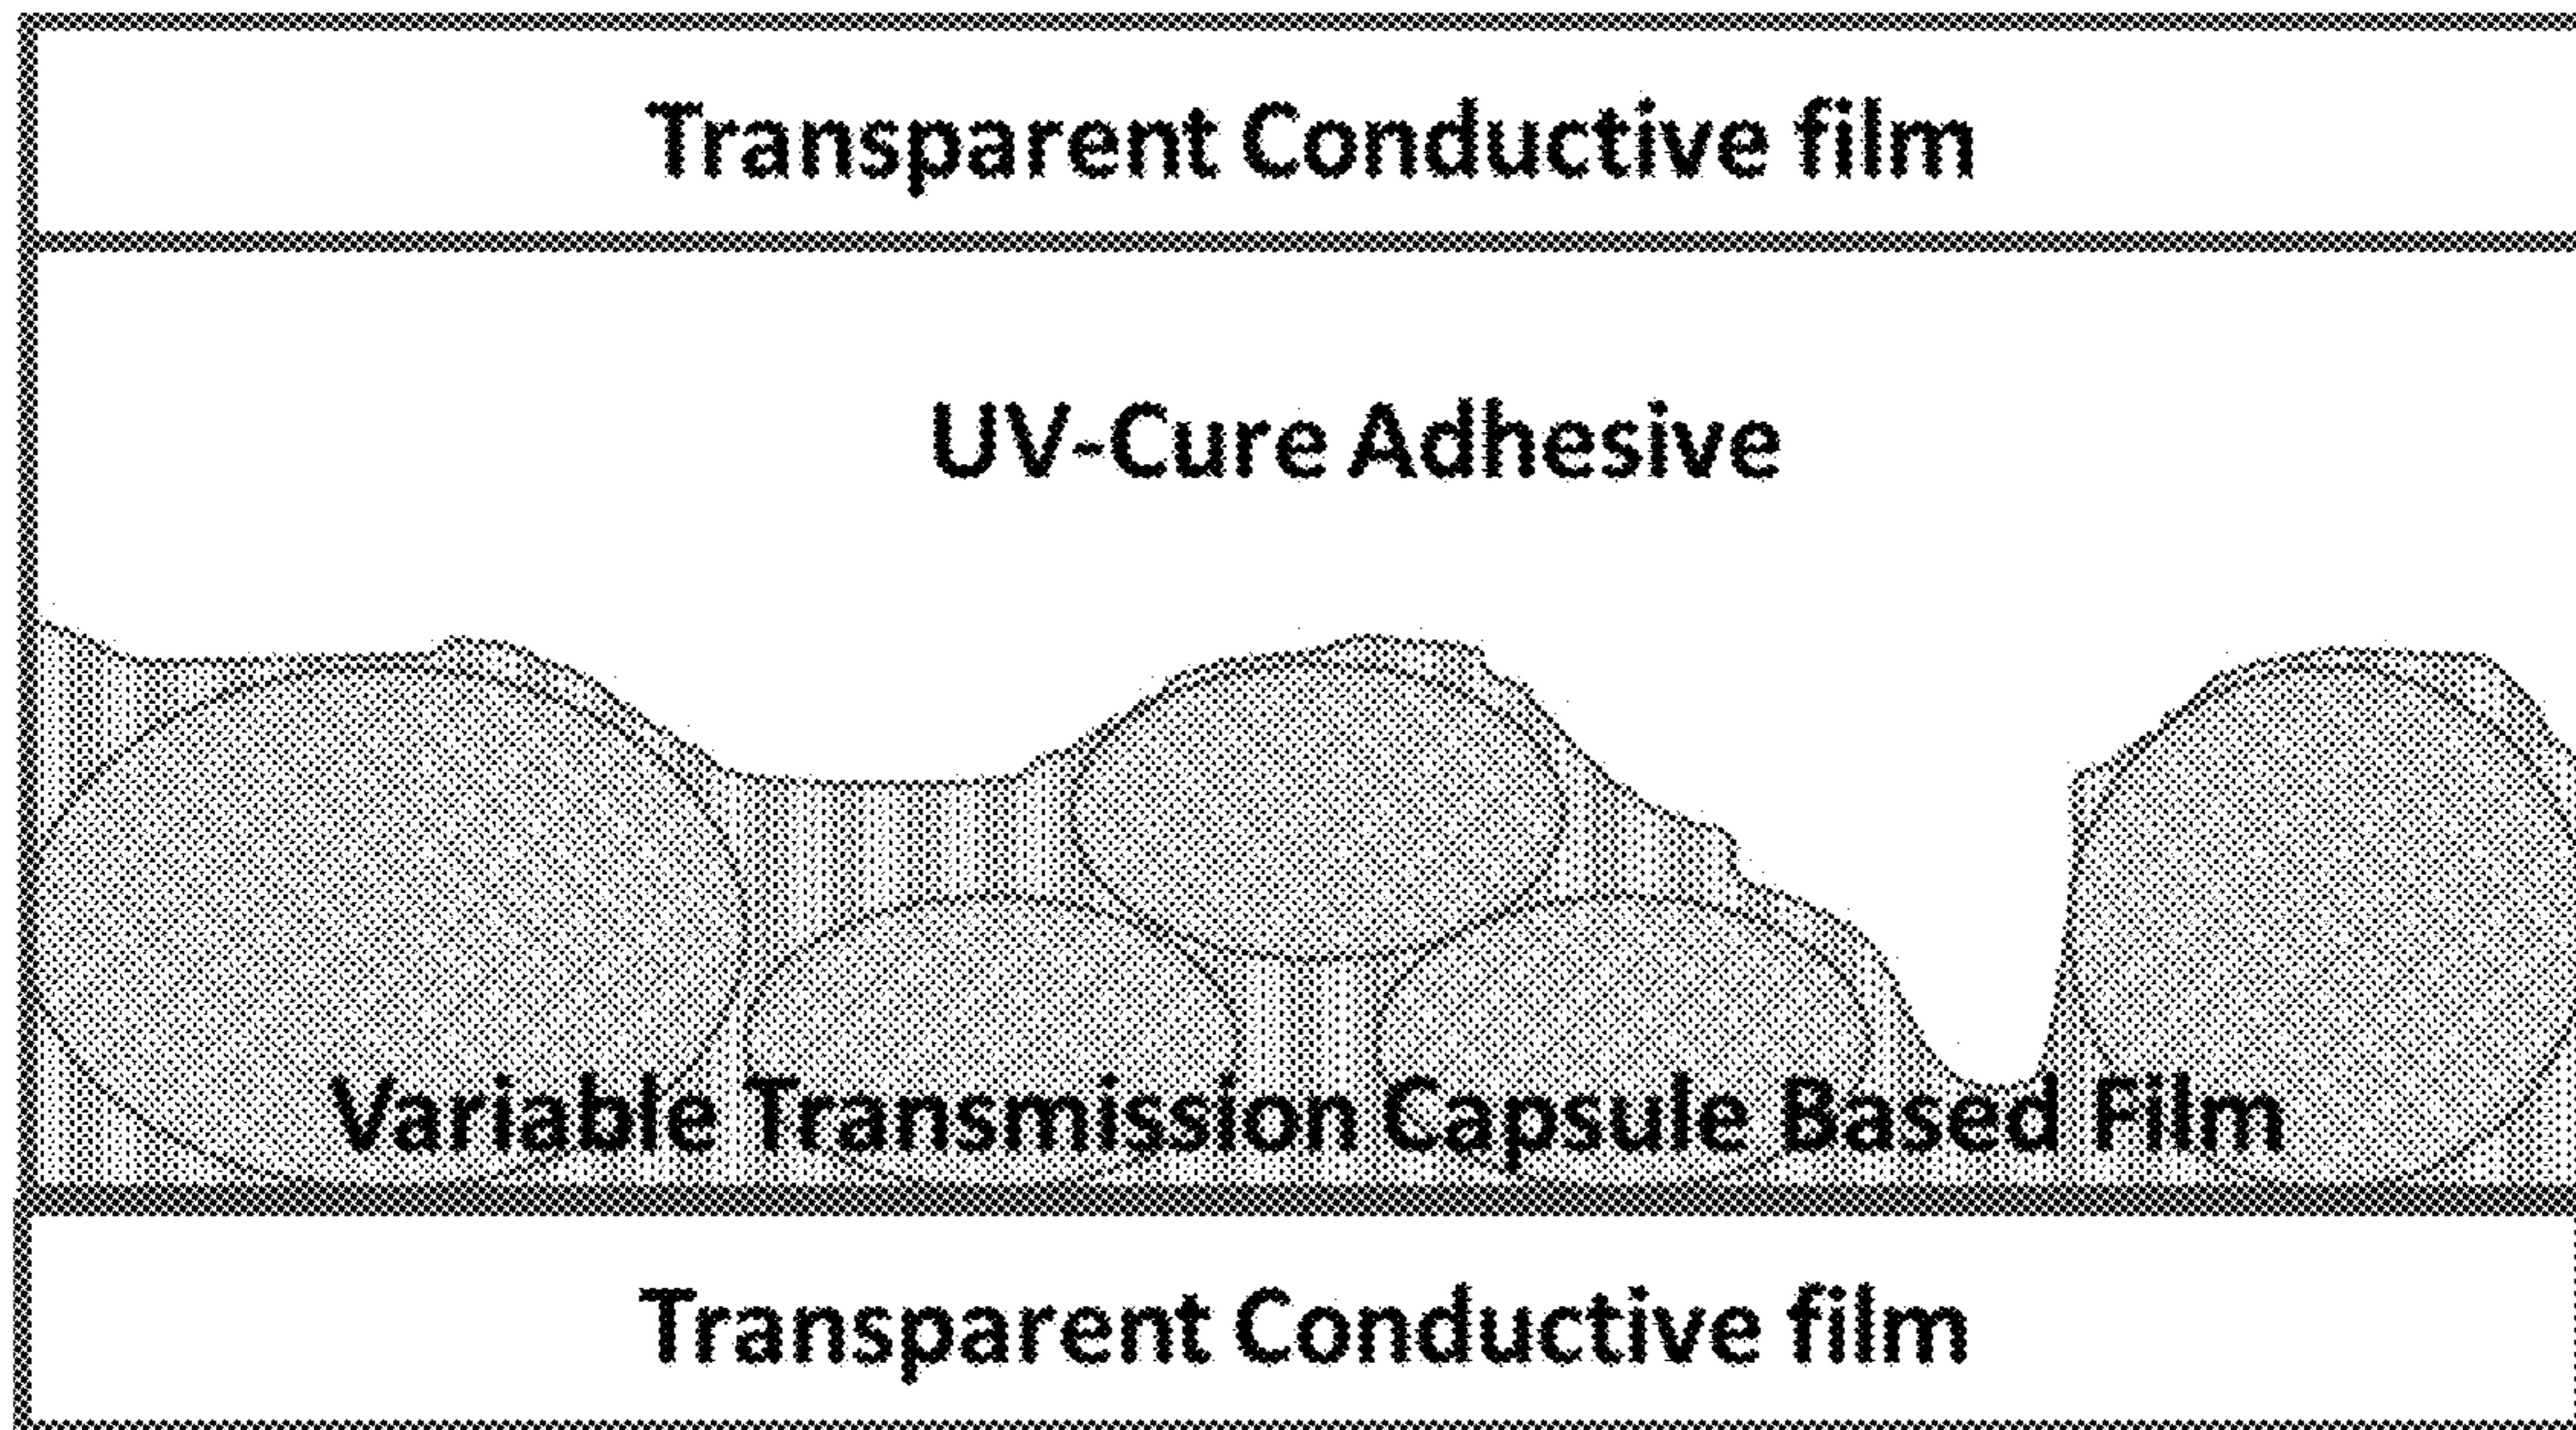 Transparent Conductive film
UV-Cure Adhesive
Variable Transmission Capsule Based Film
Transparent Conductive film